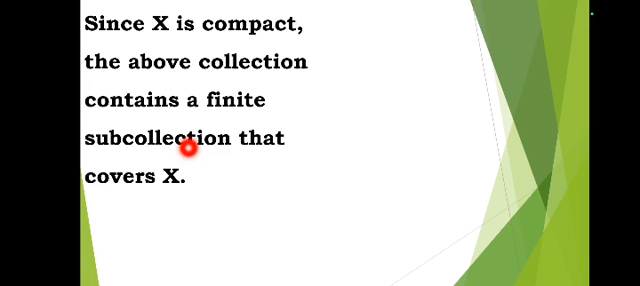 Since X is compact,
the above collection
contains a finite
subcollection that
covers X.